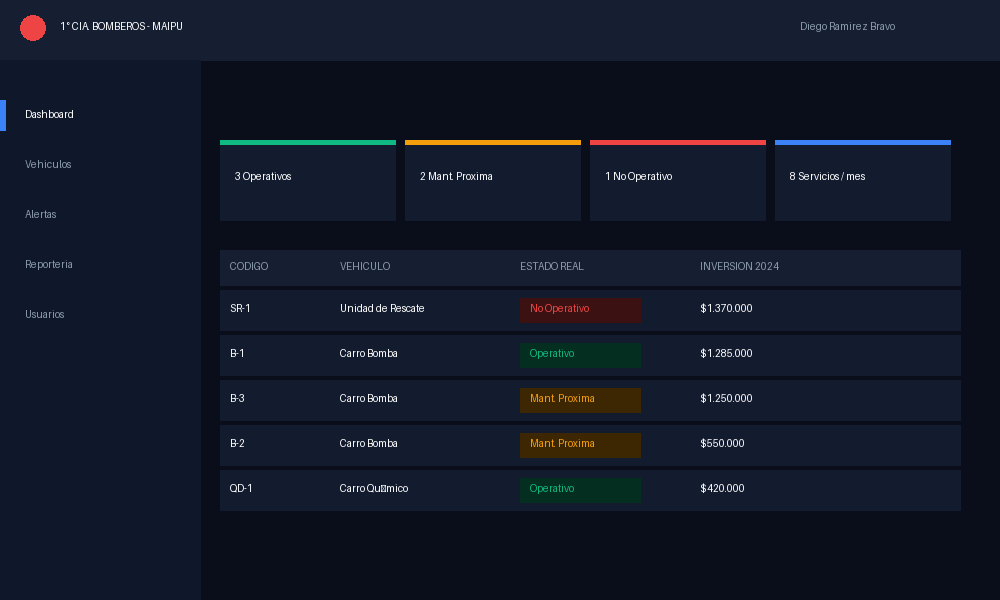 1° CIA. BOMBEROS - MAIPU
Diego Ramirez Bravo
Dashboard
Vehiculos
Alertas
Reporteria
Usuarios
3 Operativos
2 Mant. Proxima
1 No Operativo
8 Servicios / mes
CODIGO VEHICULO ESTADO REAL INVERSION 2024
SR-1 Unidad de Rescate No Operativo $1.370.000
B-1 Carro Bomba Operativo $1.285.000
B-3 Carro Bomba Mant. Proxima $1.250.000
B-2 Carro Bomba Mant. Proxima $550.000
QD-1 Carro Qu▯mico Operativo $420.000